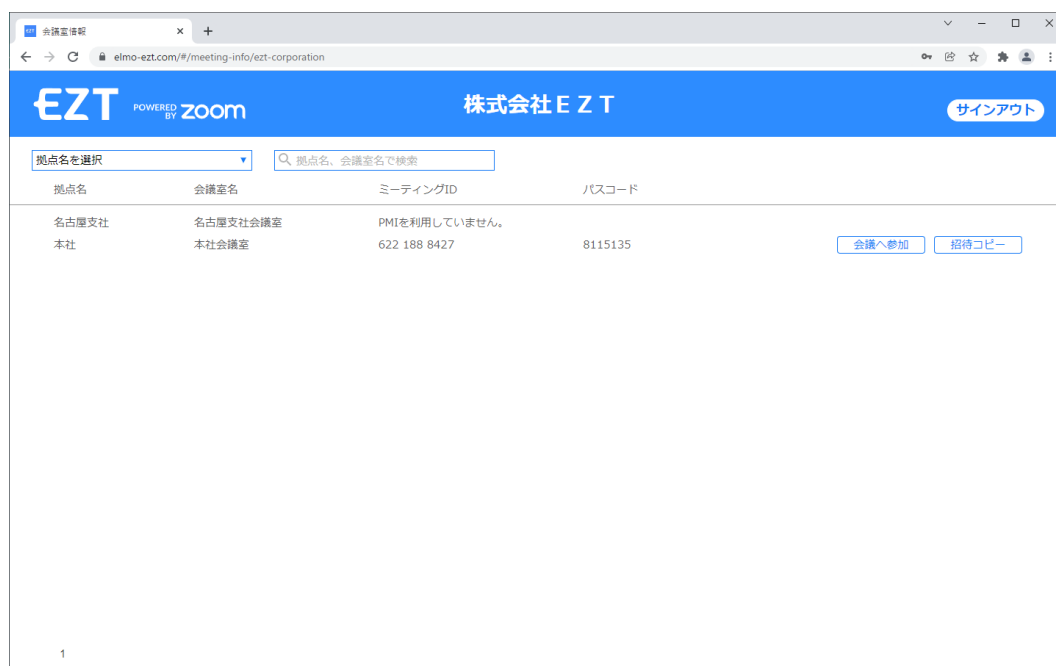 会議室情報
elmo-ezt.com/#/meeting-info/ezt-corporation
EZT POWERED BY zoom 株式会社ＥＺＴ サインアウト
拠点名を選択 拠点名、会議室名で検索
拠点名 会議室名 ミーティングID パスコード
名古屋支社 名古屋支社会議室 PMIを利用していません。
本社 本社会議室 622 188 8427 8115135 会議へ参加 招待コピー
1